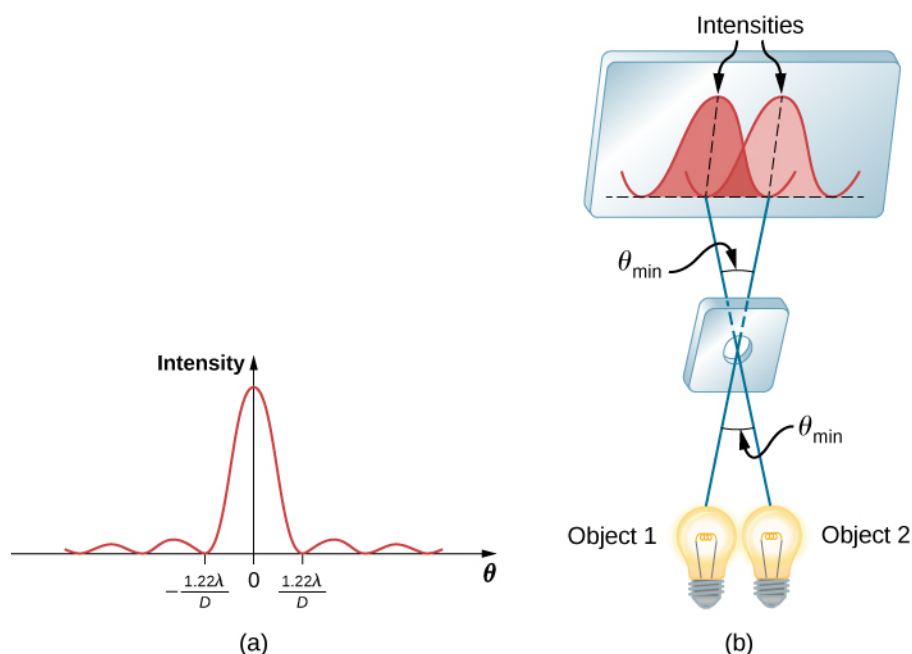 Intensity
−1.22λ/D
0
1.22λ/D
θ
(a)
Intensities
θmin
θmin
Object 1
Object 2
(b)